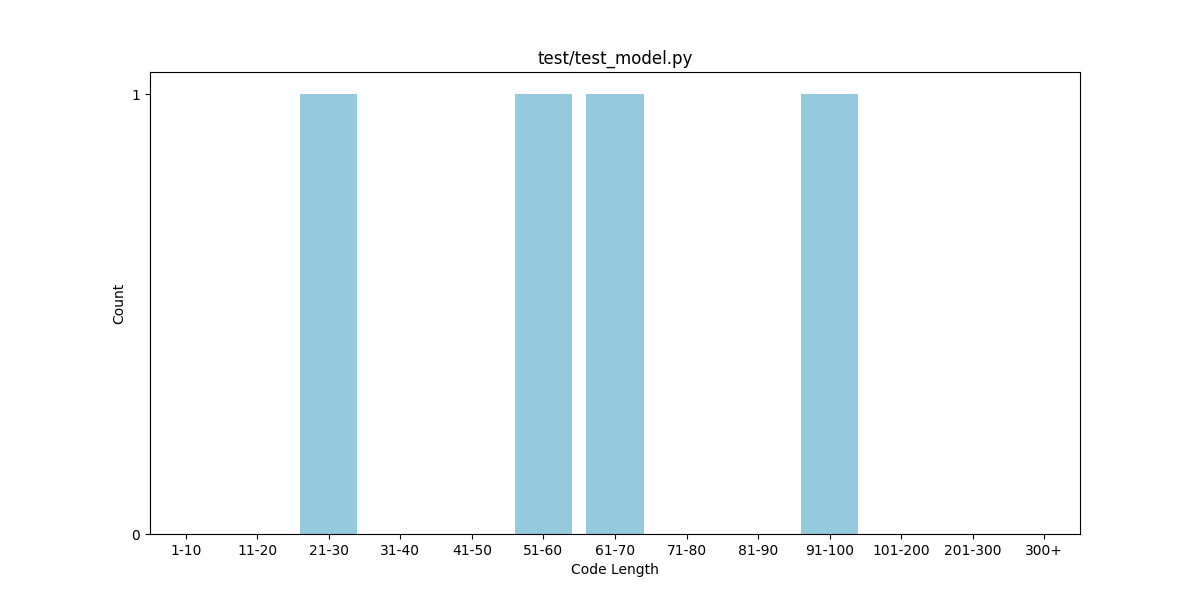 test/test_model.py
1
0
Count
1-10 11-20 21-30 31-40 41-50 51-60 61-70 71-80 81-90 91-100 101-200 201-300 300+
Code Length